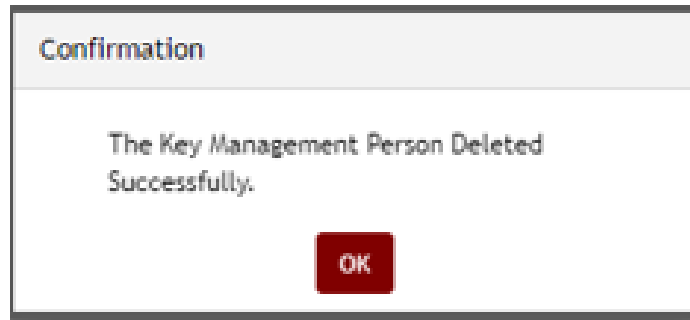 Confirmation
The Key Management Person Deleted
Successfully.
OK